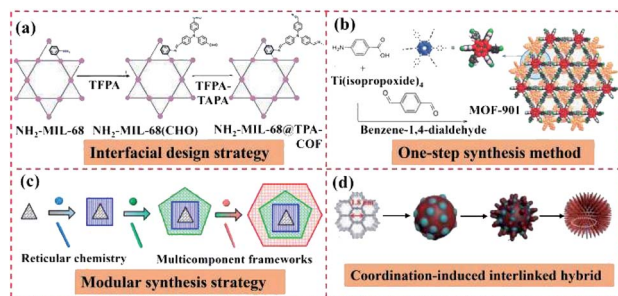 (a)
TFPA
TFPA-
TAPA
NH₂-MIL-68 NH₂-MIL-68(CHO) NH₂-MIL-68@TPA-
COF
Interfacial design strategy
(b)
H₂N
OH
+
Ti(isopropoxide)₄
MOF-901
Benzene-1,4-dialdehyde
One-step synthesis method
(c)
Reticular chemistry
Multicomponent frameworks
Modular synthesis strategy
(d)
Coordination-induced interlinked hybrid